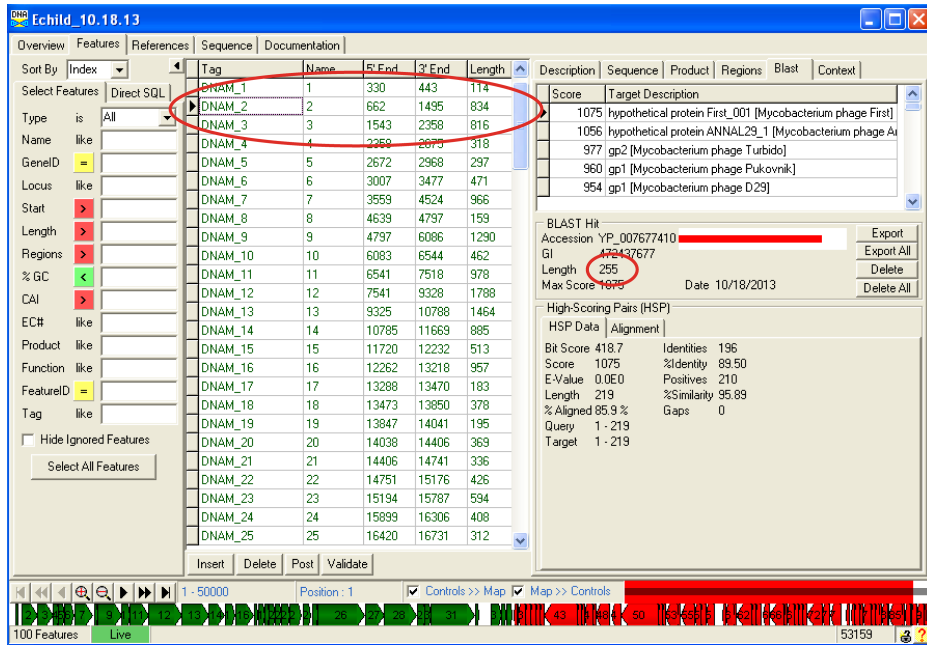 DNA Echild_10.18.13
Overview Features References Sequence Documentation
Sort By Index
Select Features Direct SQL
Type is All
Name like
GeneID =
Locus like
Start >
Length >
Regions >
% GC <
CAI >
EC# like
Product like
Function like
FeatureID =
Tag like
Hide Ignored Features
Select All Features
Tag Name 5' End 3' End Length
DNAM_1 1 330 443 114
DNAM_2 2 662 1495 834
DNAM_3 3 1543 2358 816
DNAM_4 4 2358 2675 318
DNAM_5 5 2672 2968 297
DNAM_6 6 3007 3477 471
DNAM_7 7 3559 4524 966
DNAM_8 8 4639 4797 159
DNAM_9 9 4797 6086 1290
DNAM_10 10 6083 6544 462
DNAM_11 11 6541 7518 978
DNAM_12 12 7541 9328 1788
DNAM_13 13 9325 10788 1464
DNAM_14 14 10785 11669 885
DNAM_15 15 11720 12232 513
DNAM_16 16 12262 13218 957
DNAM_17 17 13288 13470 183
DNAM_18 18 13473 13850 378
DNAM_19 19 13847 14041 195
DNAM_20 20 14038 14406 369
DNAM_21 21 14406 14741 336
DNAM_22 22 14751 15176 426
DNAM_23 23 15194 15787 594
DNAM_24 24 15899 16306 408
DNAM_25 25 16420 16731 312
Insert Delete Post Validate
Description Sequence Product Regions Blast Context
Score Target Description
1075 hypothetical protein First_001 [Mycobacterium phage First]
1056 hypothetical protein ANNAL29_1 [Mycobacterium phage Ar
977 gp2 [Mycobacterium phage Turbido]
960 gp1 [Mycobacterium phage Pukovnik]
954 gp1 [Mycobacterium phage D29]
BLAST Hit
Accession YP_007677410
GI 472437677
Length 255
Max Score 1075 Date 10/18/2013
Export
Export All
Delete
Delete All
High-Scoring Pairs (HSP)
HSP Data Alignment
Bit Score 418.7 Identities 196
Score 1075 %Identity 89.50
E-Value 0.0E0 Positives 210
Length 219 %Similarity 95.89
% Aligned 85.9 % Gaps 0
Query 1 - 219
Target 1 - 219
1 - 50000 Position : 1 Controls >> Map Map >> Controls
100 Features Live 53159